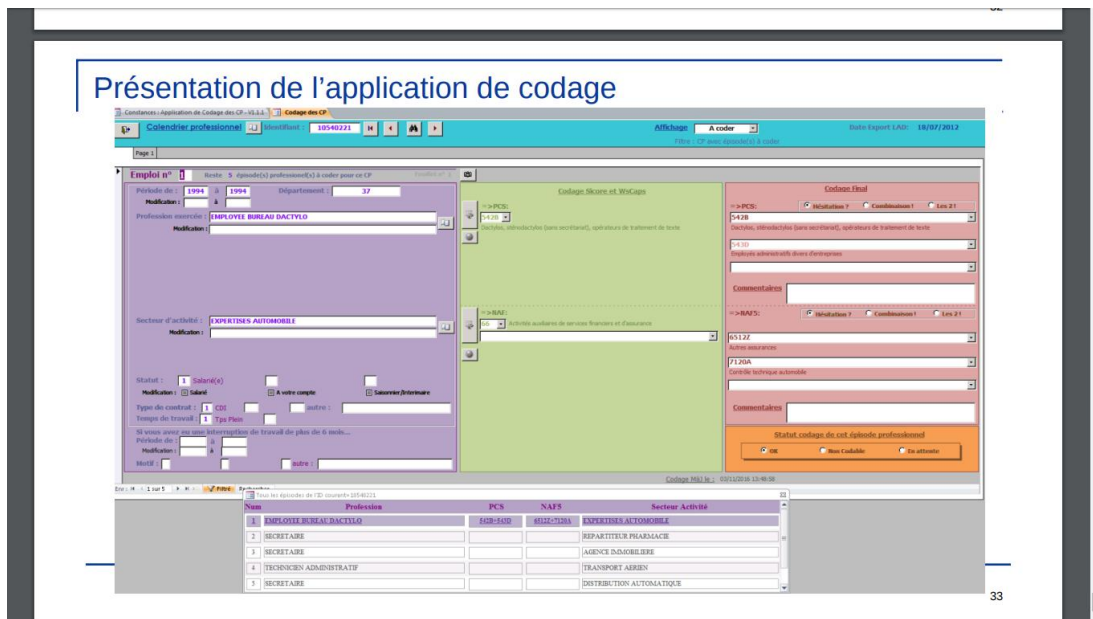 Présentation de l'application de codage
Constances : Application de Codage des CP - V1.1.1 Codage des CP
Calendrier professionnel Identifiant : 10540221 Affichage A coder Date Export LAD: 18/07/2012
Filtre : CP avec épisode(s) à coder
Page 1
Emploi n° 1 Reste 5 épisode(s) professionnel(s) à coder pour ce CP
Période de : 1994 à 1994 Département : 37
Modification : à
Profession exercée : EMPLOYEE BUREAU DACTYLO
Modification :
Secteur d'activité : EXPERTISES AUTOMOBILE
Modification :
Statut : 1 Salarié(e)
Modification : Salarié A votre compte Saisonnier/Interimaire
Type de contrat : 1 CDI autre :
Temps de travail : 1 Tps Plein
Si vous avez eu une interruption de travail de plus de 6 mois...
Période de : à
Modification : à
Motif : autre :
Codage Sicore et WsCaps
=>PCS:
542B
Dactylos, sténodactylos (sans secrétariat), opérateurs de traitement de texte
=>NAF:
66 Activités auxiliaires de services financiers et d'assurance
Codage Final
=>PCS: Hésitation ? Combinaison ! Les 2 !
542B
Dactylos, sténodactylos (sans secrétariat), opérateurs de traitement de texte
543D
Employés administratifs divers d'entreprises
Commentaires
=>NAF5: Hésitation ? Combinaison ! Les 2 !
6512Z
Autres assurances
7120A
Contrôle technique automobile
Commentaires
Statut codage de cet épisode professionnel
OK Non Codable En attente
Codage MàJ le : 03/11/2016 13:48:58
1 sur 5 Filtré Rechercher
Tous les épisodes de l'ID courant=10540221
Num Profession PCS NAF5 Secteur Activité
1 EMPLOYEE BUREAU DACTYLO 542B+543D 6512Z+7120A EXPERTISES AUTOMOBILE
2 SECRETAIRE REPARTITEUR PHARMACIE
3 SECRETAIRE AGENCE IMMOBILIERE
4 TECHNICIEN ADMINISTRATIF TRANSPORT AERIEN
5 SECRETAIRE DISTRIBUTION AUTOMATIQUE
33